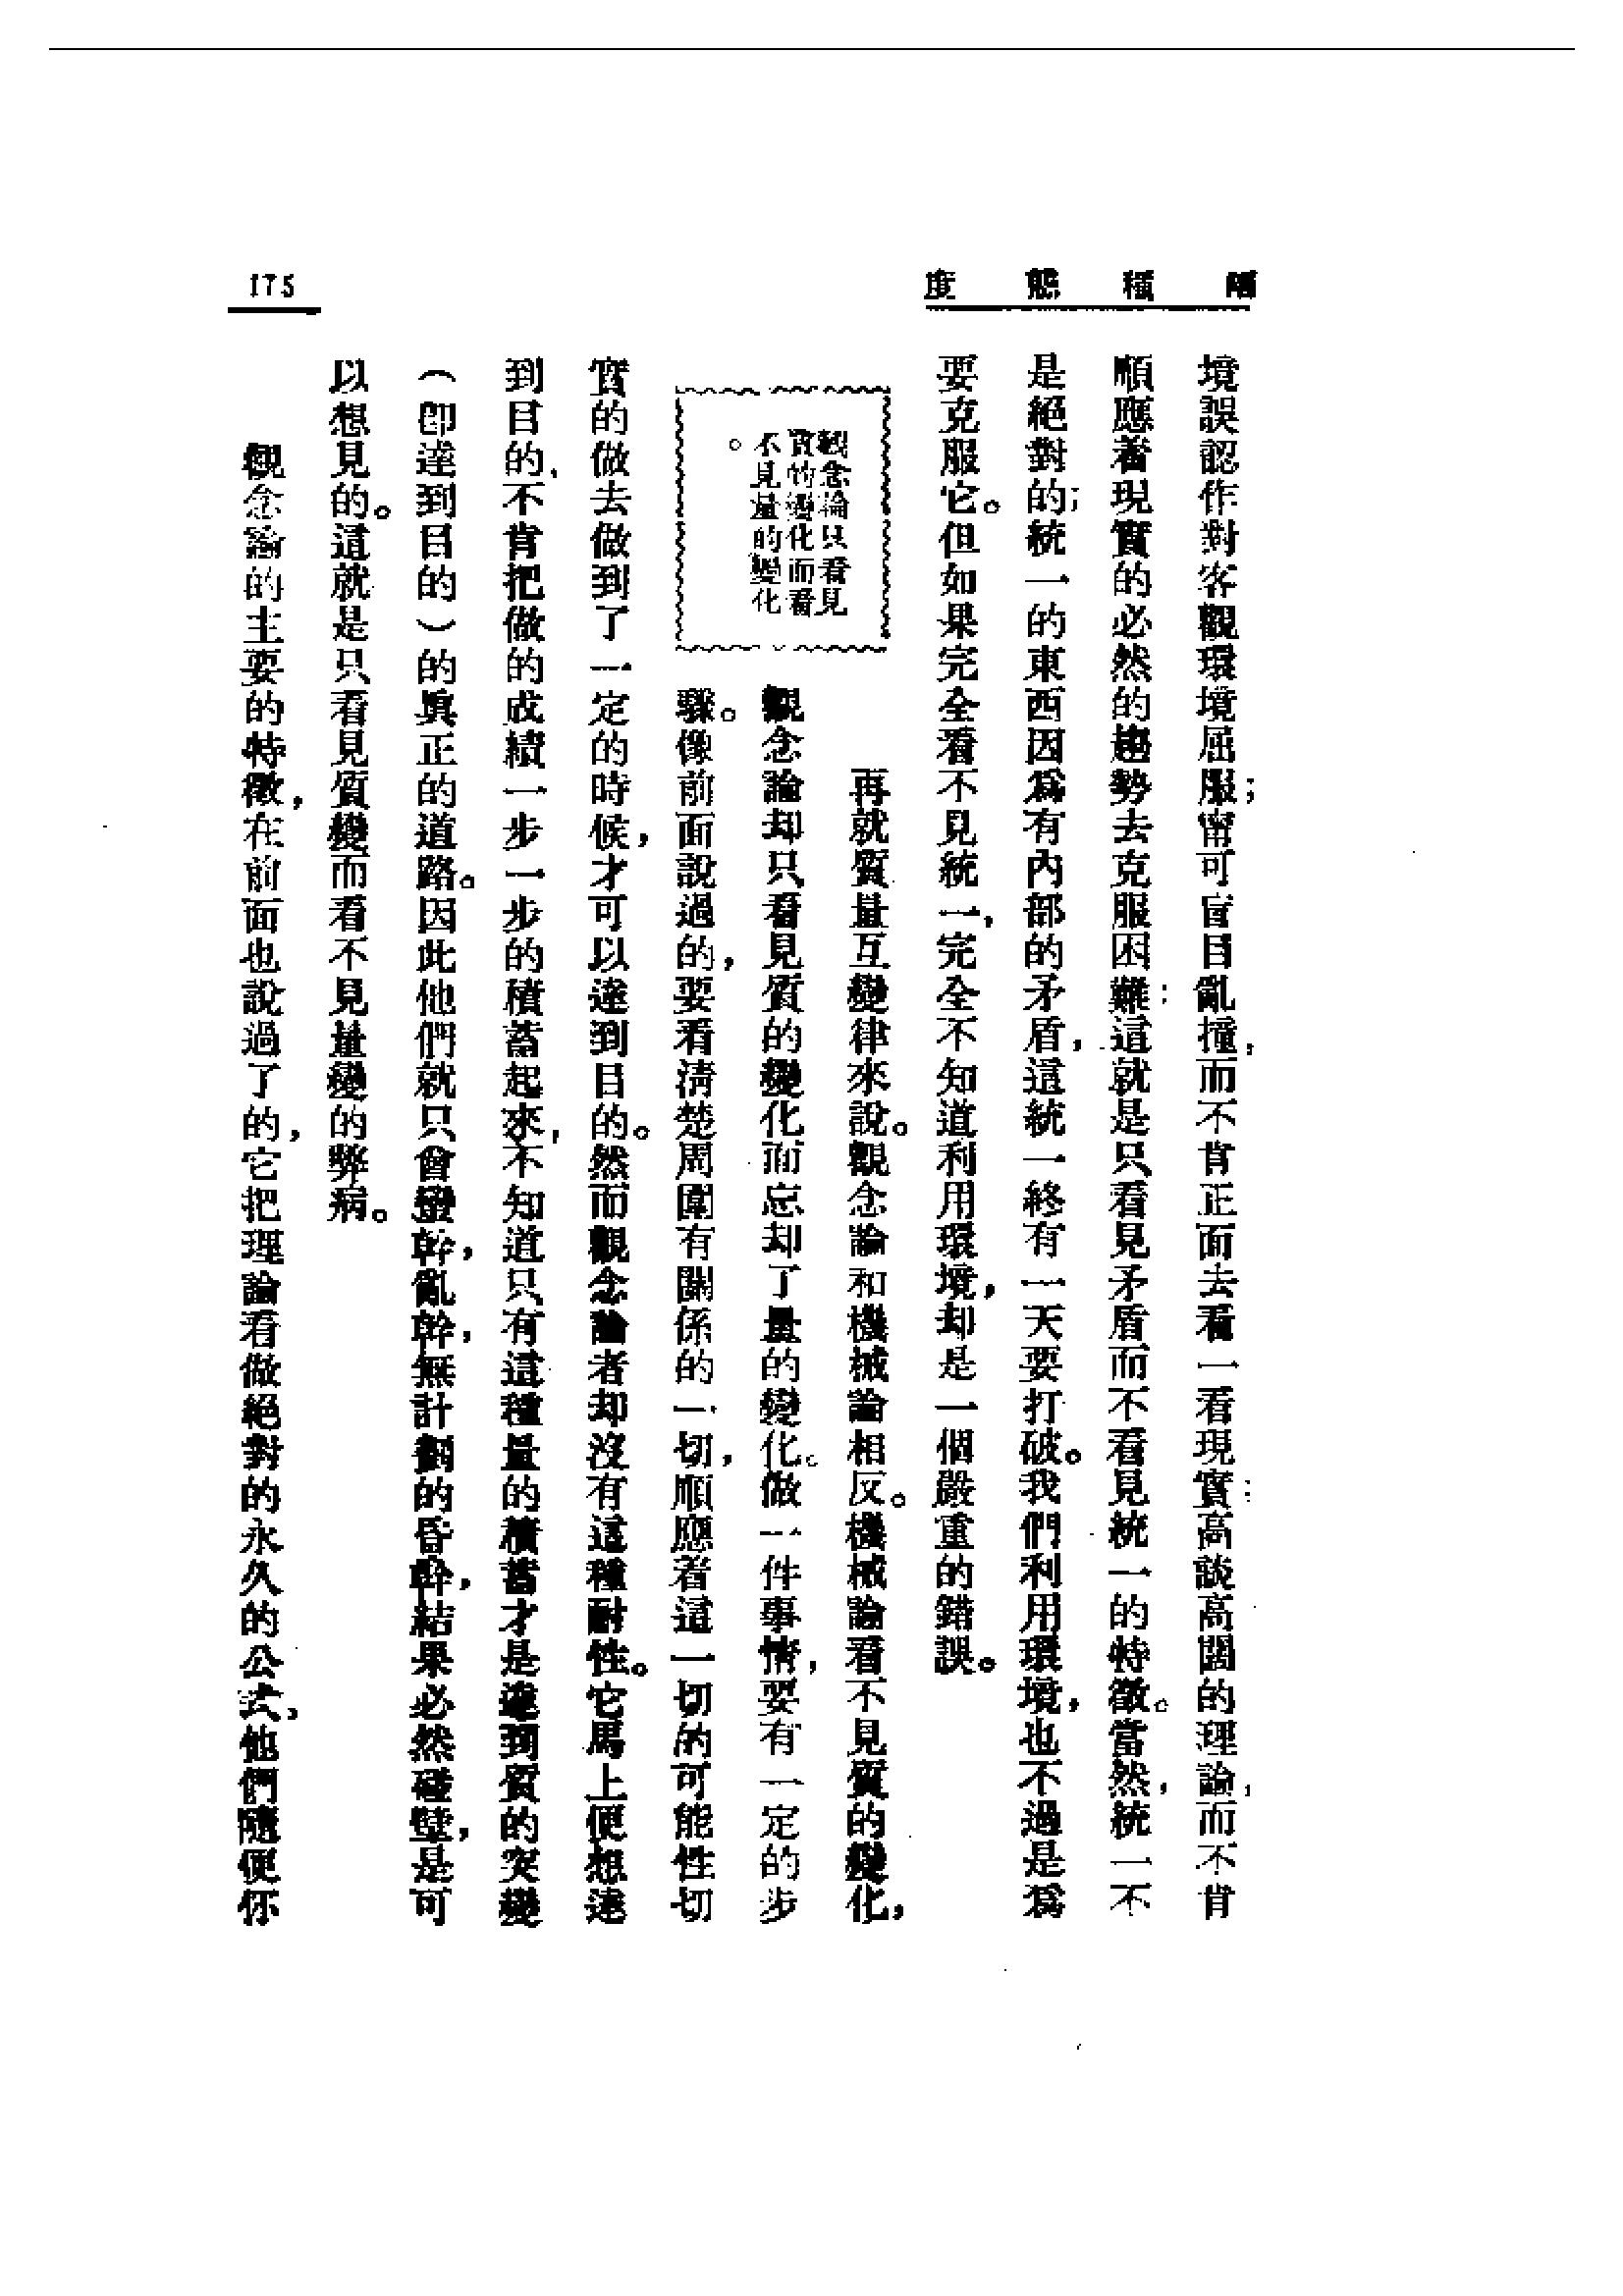 兩種態度
175
境誤認作對客觀環境屈服；甯可盲目亂撞，而不肯正面去看一看現實；高談高闊的理論，而不肯
順應着現實的必然的趨勢去克服困難；這就是只看見矛盾而不看見統一的特徵。當然，統一不
是絕對的；統一的東西因爲有內部的矛盾，這統一終有一天要打破。我們利用環境，也不過是爲
要克服它。但如果完全看不見統一，完全不知道利用環境，却是一個嚴重的錯誤。
再就質量互變律來說。觀念論和機械論相反。機械論看不見質的變化，
觀念論只看見
質的變化而看
不見量的變化
。
觀念論却只看見質的變化而忘却了量的變化。做一件事情，要有一定的步
驟。像前面說過的，要看淸楚周圍有關係的一切，順應着這一切的可能性切
實的做去做到了一定的時候，才可以達到目的。然而觀念論者却沒有這種耐性。它馬上便想達
到目的，不肯把做的成績一步一步的積蓄起來，不知道只有這種量的積蓄才是達到質的突變
（卽達到目的）的眞正的道路。因此他們就只會蠻幹，亂幹，無計劃的昏幹，結果必然碰壁，是可
以想見的。這就是只看見質變而看不見量變的弊病。
觀念論的主要的特徵，在前面也說過了的，它把理論看做絕對的永久的公式，他們隨便你